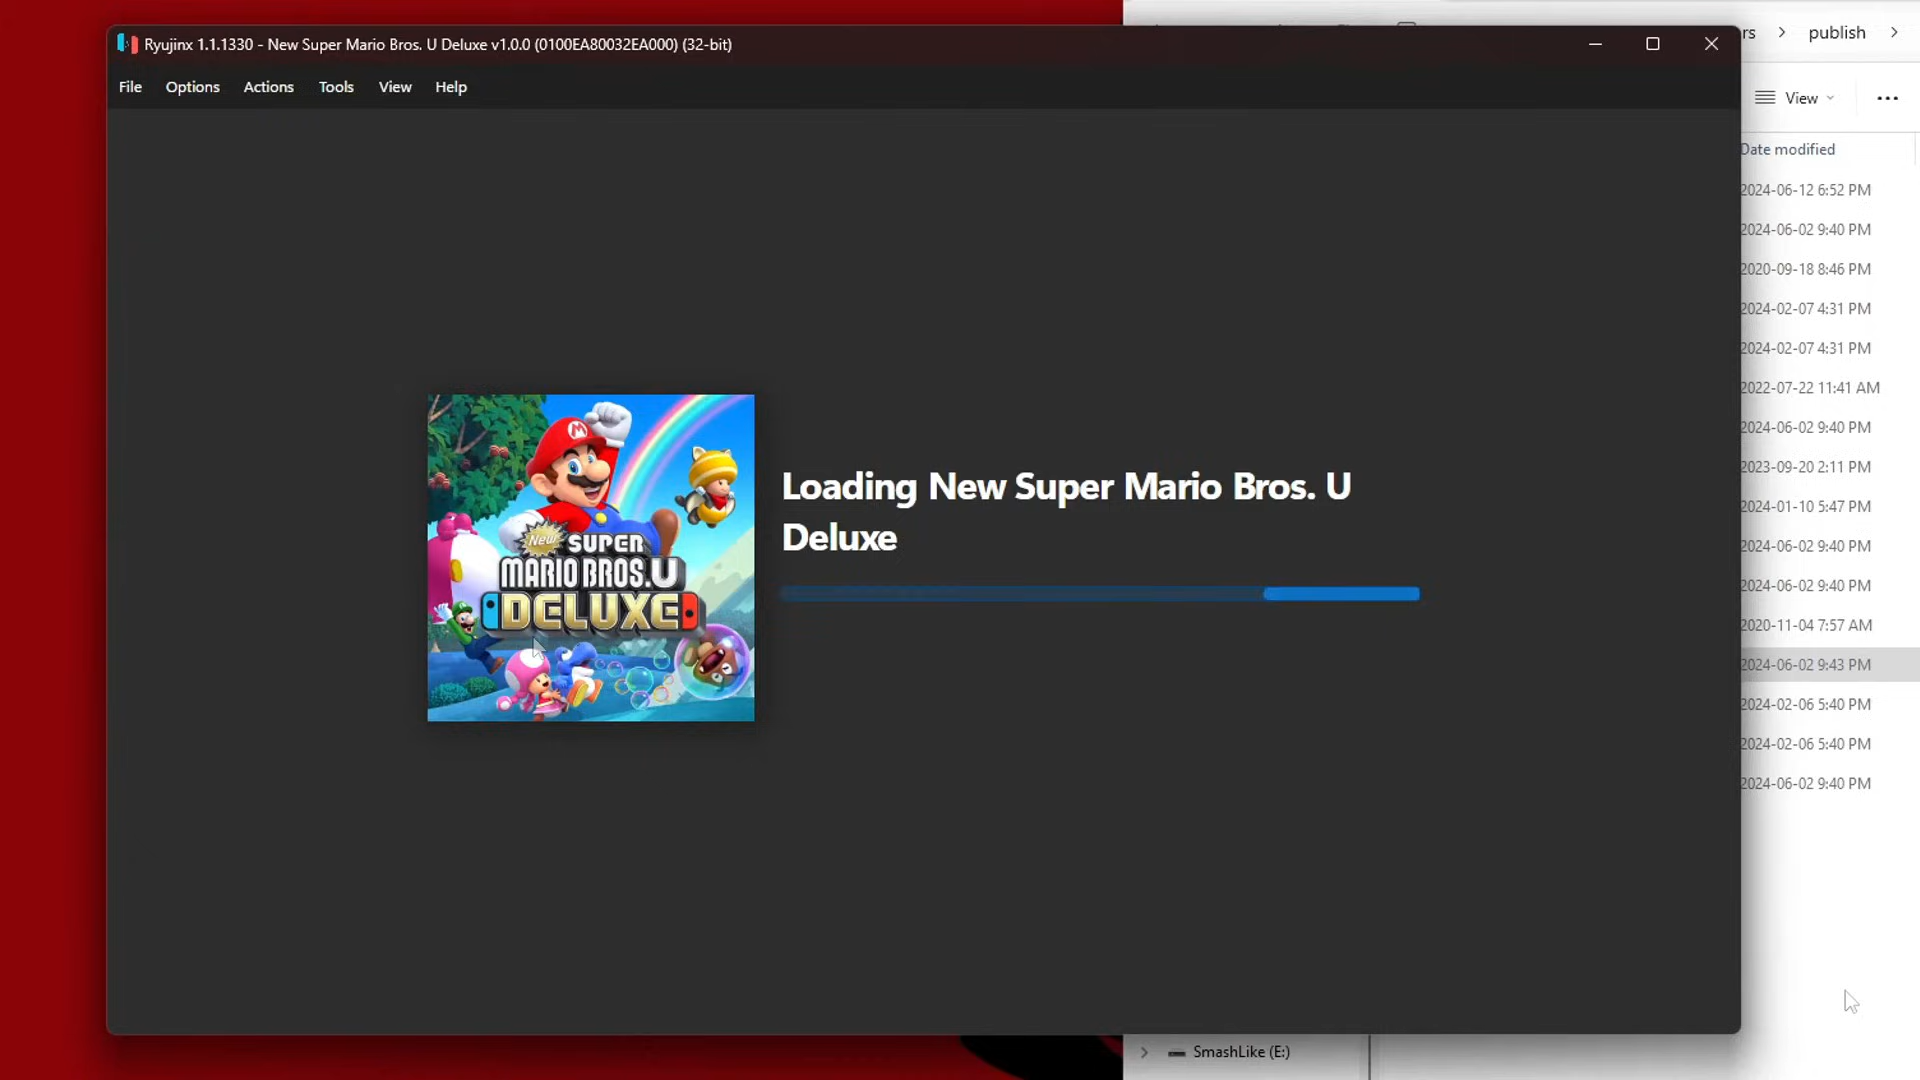 Ryujinx 1.1.1330 - New Super Mario Bros. U Deluxe v1.0.0 (0100EA80032EA000) (32-bit)
rs > publish >
File Options Actions Tools View Help
View
Date modified
2024-06-12 6:52 PM
2024-06-02 9:40 PM
2020-09-18 8:46 PM
2024-02-07 4:31 PM
2024-02-07 4:31 PM
2022-07-22 11:41 AM
2024-06-02 9:40 PM
2023-09-20 2:11 PM
2024-01-10 5:47 PM
2024-06-02 9:40 PM
2024-06-02 9:40 PM
2020-11-04 7:57 AM
2024-06-02 9:43 PM
2024-02-06 5:40 PM
2024-02-06 5:40 PM
2024-06-02 9:40 PM
M
New SUPER
MARIO BROS. U
DELUXE
Loading New Super Mario Bros. U
Deluxe
SmashLike (E:)